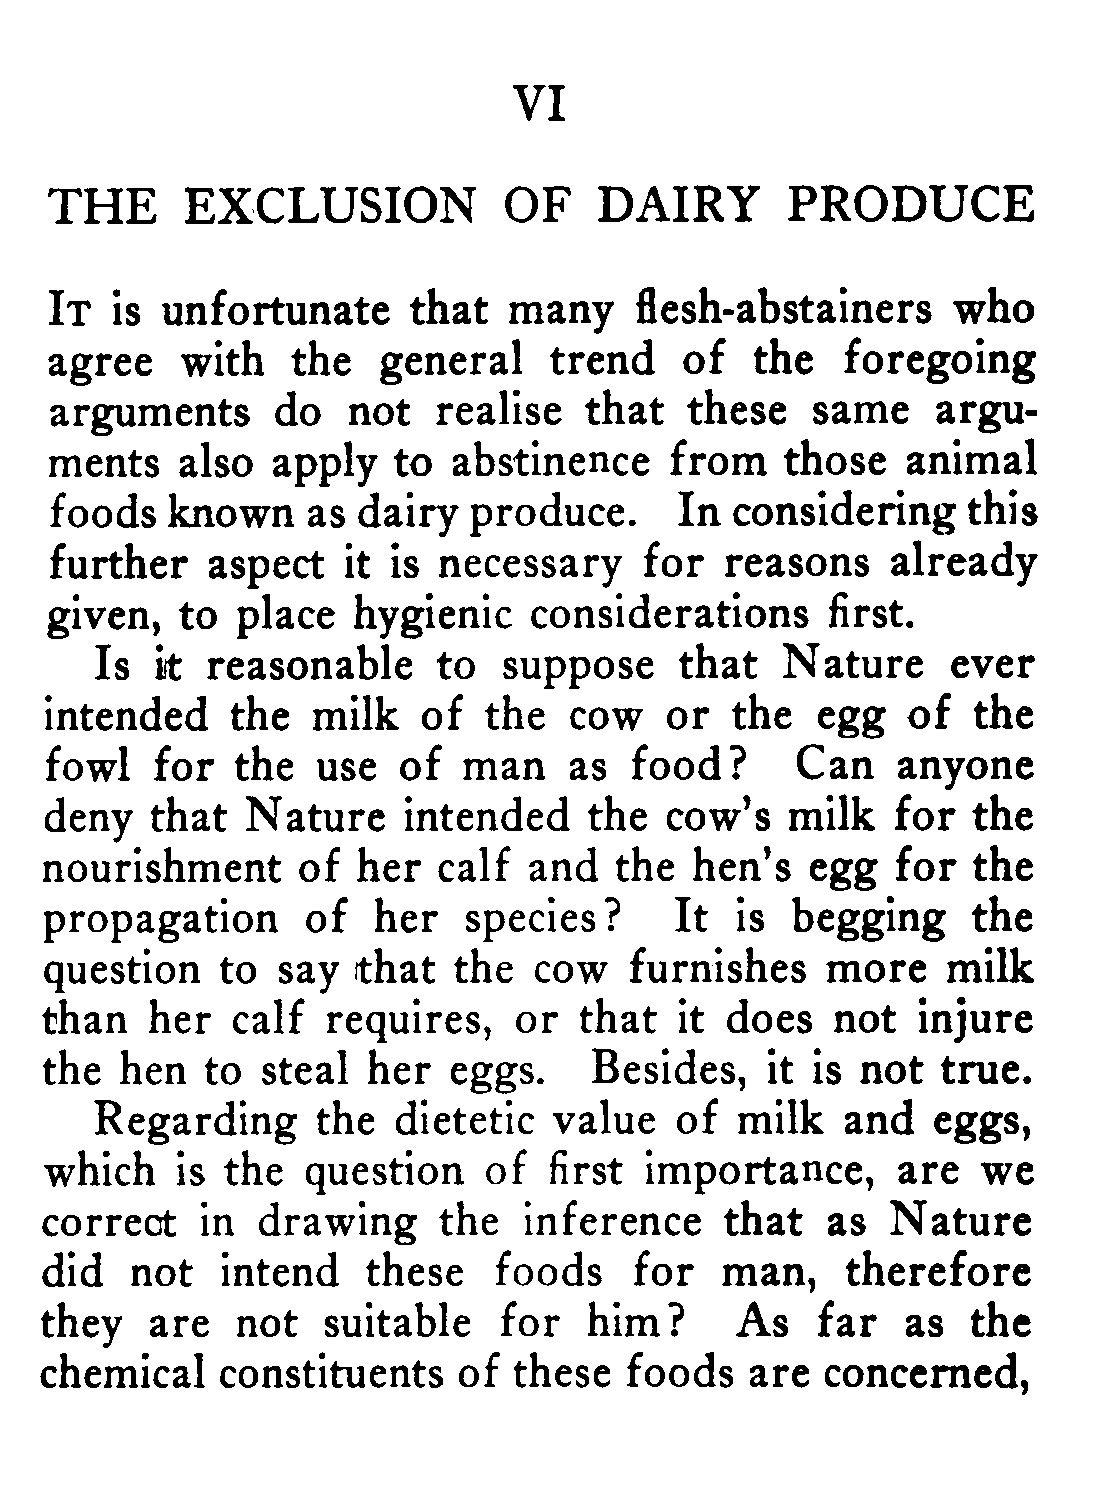 VI
THE EXCLUSION OF DAIRY PRODUCE
IT is unfortunate that many flesh-abstainers who
agree with the general trend of the foregoing
arguments do not realise that these same argu-
ments also apply to abstinence from those animal
foods known as dairy produce. In considering this
further aspect it is necessary for reasons already
given, to place hygienic considerations first.
Is it reasonable to suppose that Nature ever
intended the milk of the cow or the egg of the
fowl for the use of man as food? Can anyone
deny that Nature intended the cow's milk for the
nourishment of her calf and the hen's egg for the
propagation of her species? It is begging the
question to say that the cow furnishes more milk
than her calf requires, or that it does not injure
the hen to steal her eggs. Besides, it is not true.
Regarding the dietetic value of milk and eggs,
which is the question of first importance, are we
correct in drawing the inference that as Nature
did not intend these foods for man, therefore
they are not suitable for him? As far as the
chemical constituents of these foods are concerned,